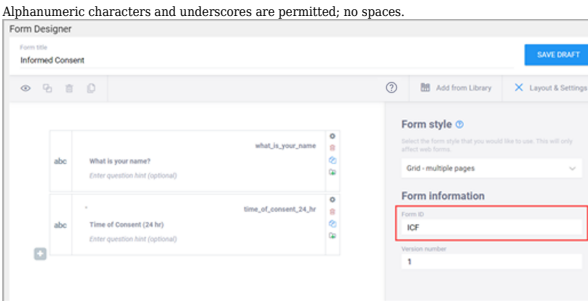 Alphanumeric characters and underscores are permitted; no spaces.
Form Designer
Form title
Informed Consent
SAVE DRAFT
Add from Library
Layout & Settings
what_is_your_name
abc
What is your name?
Enter question hint (optional)
time_of_consent_24_hr
abc
Time of Consent (24 hr)
Enter question hint (optional)
Form style
Select the form style that you would like to use. This will only
affect web forms.
Grid - multiple pages
Form information
Form ID
ICF
Version number
1